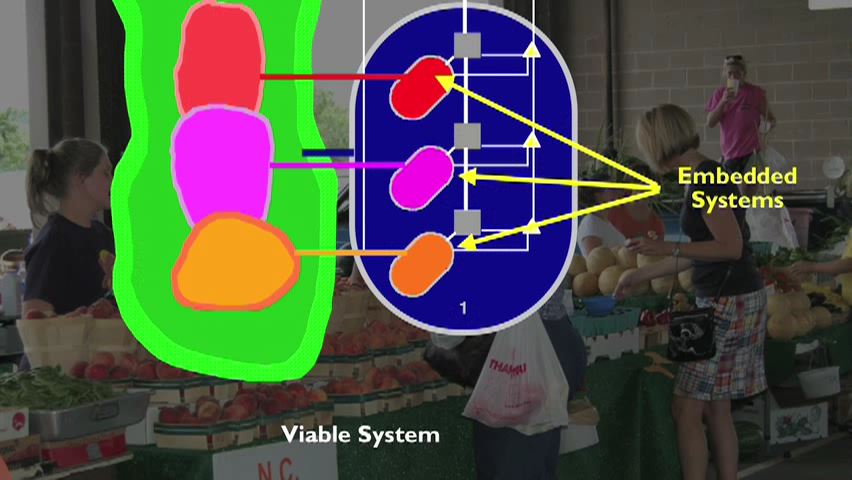 Embedded
Systems
1
THANK U
Viable System
N.C.